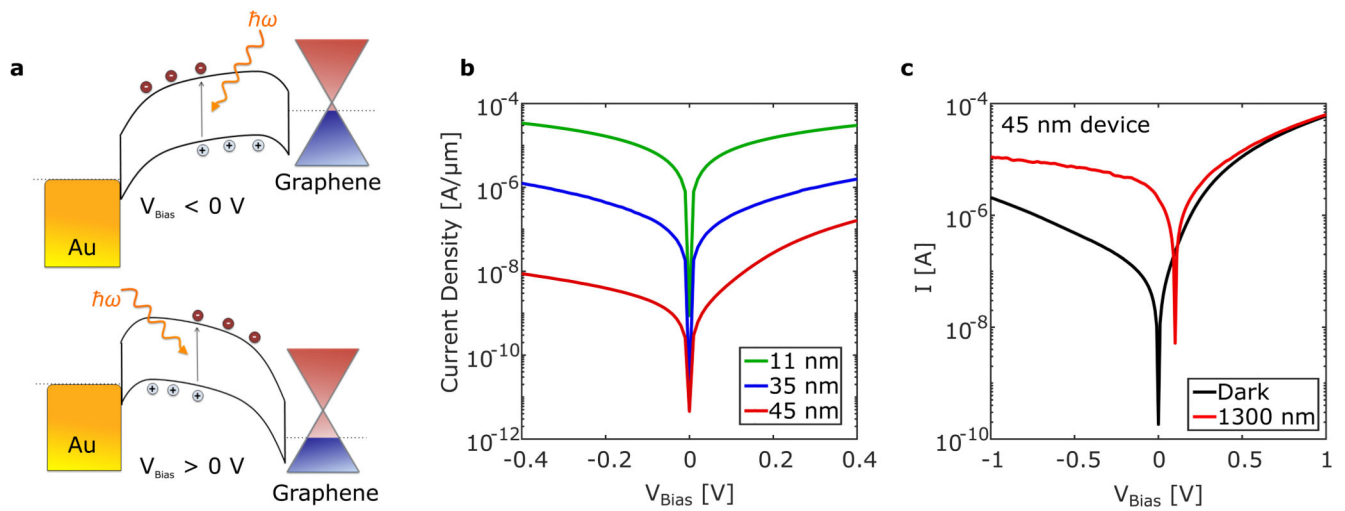 a
ħω
− − −
+ + +
Graphene
V_Bias < 0 V
Au
ħω
− − −
+ + +
V_Bias > 0 V
Au
Graphene
b
10⁻⁴
10⁻⁶
10⁻⁸
10⁻¹⁰
10⁻¹²
Current Density [A/μm]
-0.4 -0.2 0 0.2 0.4
V_Bias [V]
11 nm
35 nm
45 nm
c
45 nm device
10⁻⁴
10⁻⁶
10⁻⁸
10⁻¹⁰
I [A]
-1 -0.5 0 0.5 1
V_Bias [V]
Dark
1300 nm